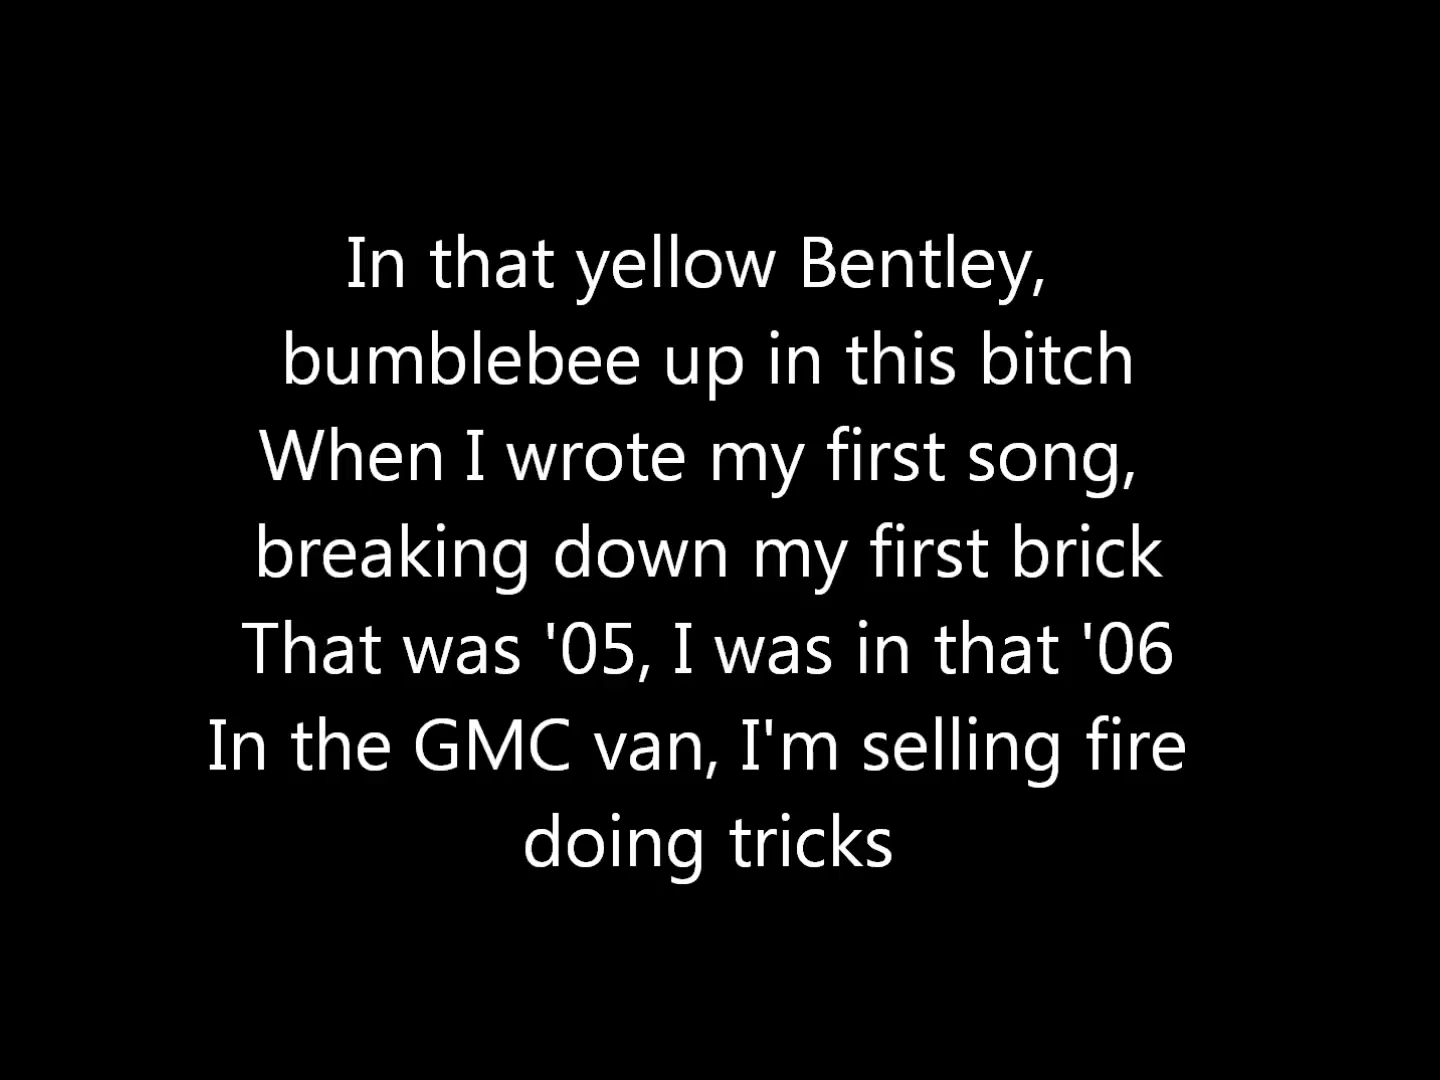 In that yellow Bentley,
bumblebee up in this bitch
When I wrote my first song,
breaking down my first brick
That was '05, I was in that '06
In the GMC van, I'm selling fire
doing tricks